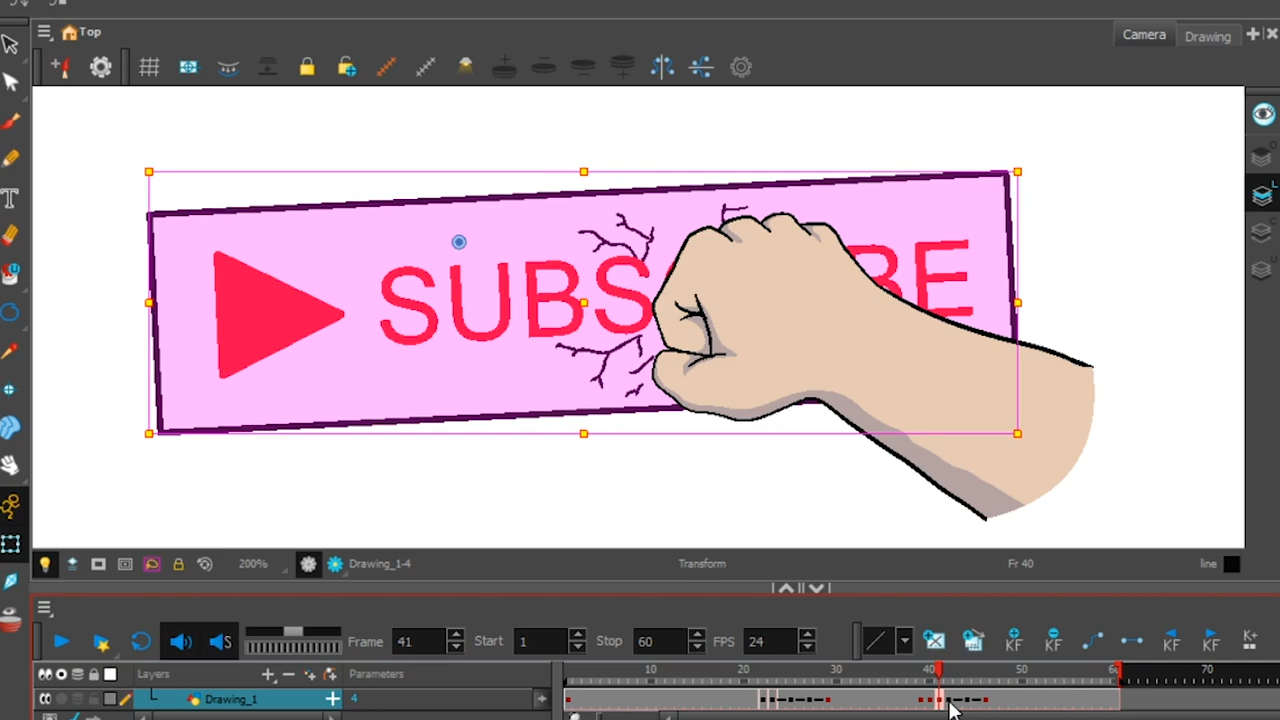 Top
Camera Drawing
T
SUBS BE
200% Drawing_1-4 Transform Fr 40 line
S Frame 41 Start 1 Stop 60 FPS 24 KF KF KF KF K+
Layers Parameters 10 20 30 40 50 60 70
Drawing_1 4